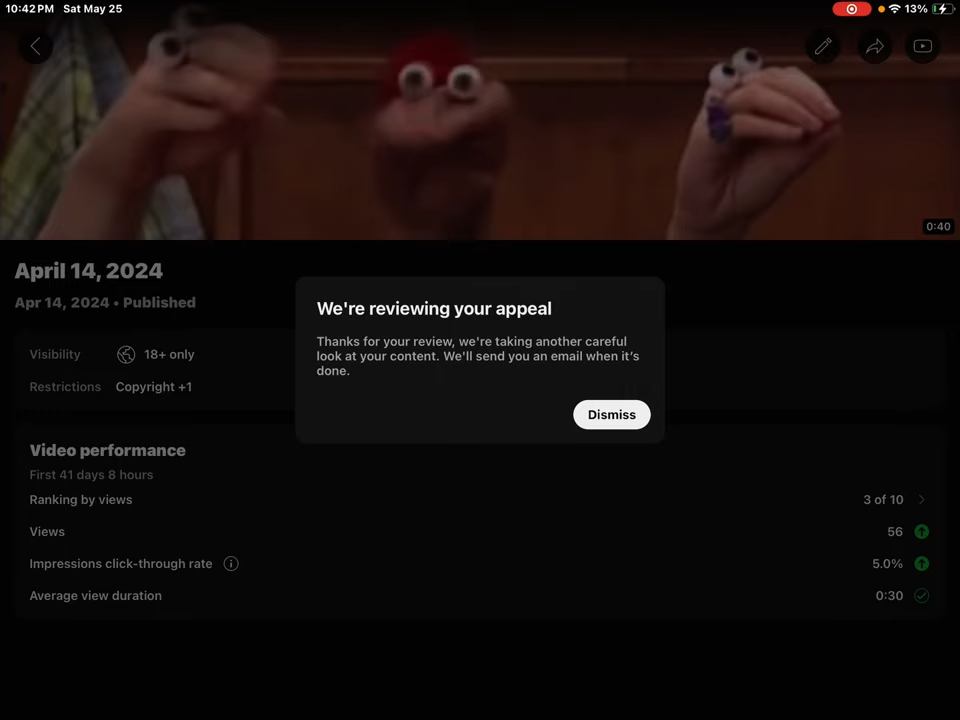 10:42 PM Sat May 25
13%
0:40
April 14, 2024
Apr 14, 2024 • Published
Visibility 18+ only
Restrictions Copyright +1
We're reviewing your appeal
Thanks for your review, we're taking another careful
look at your content. We'll send you an email when it's
done.
Dismiss
Video performance
First 41 days 8 hours
Ranking by views 3 of 10
Views 56
Impressions click-through rate 5.0%
Average view duration 0:30